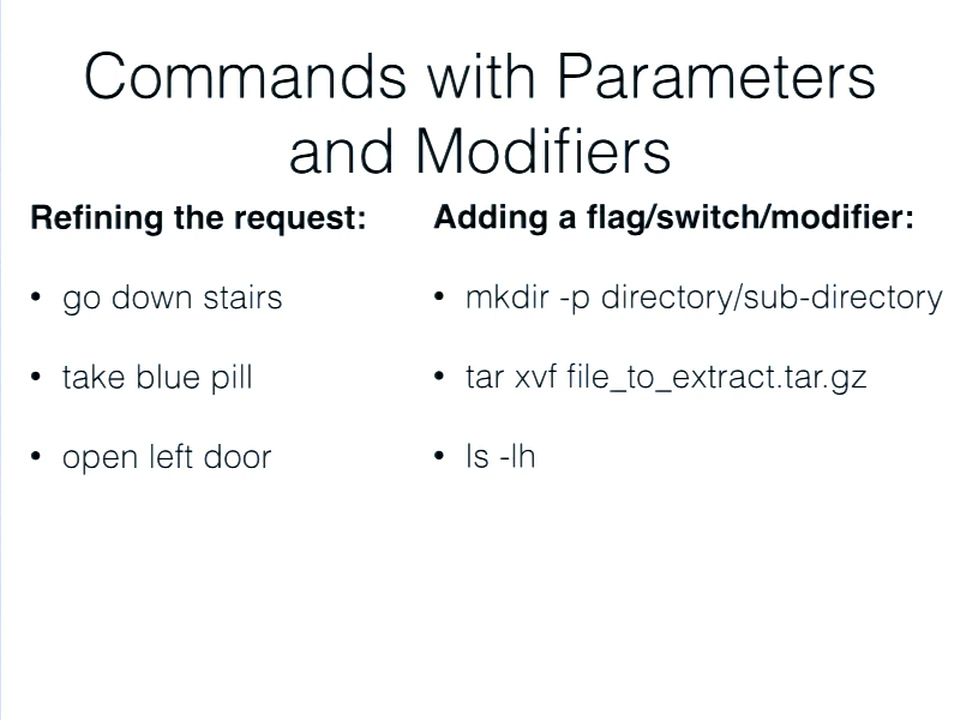 Commands with Parameters
and Modifiers
Refining the request:
• go down stairs
• take blue pill
• open left door
Adding a flag/switch/modifier:
• mkdir -p directory/sub-directory
• tar xvf file_to_extract.tar.gz
• ls -lh